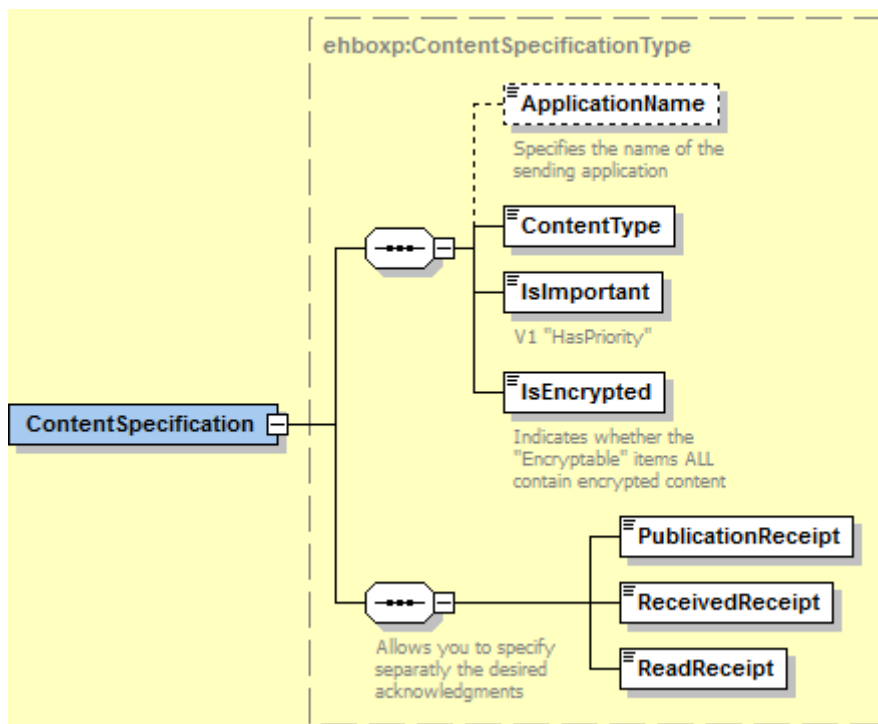 ehboxp:ContentSpecificationType
ApplicationName
Specifies the name of the
sending application
ContentType
IsImportant
V1 "HasPriority"
IsEncrypted
Indicates whether the
"Encryptable" items ALL
contain encrypted content
ContentSpecification
PublicationReceipt
ReceivedReceipt
ReadReceipt
Allows you to specify
separatly the desired
acknowledgments